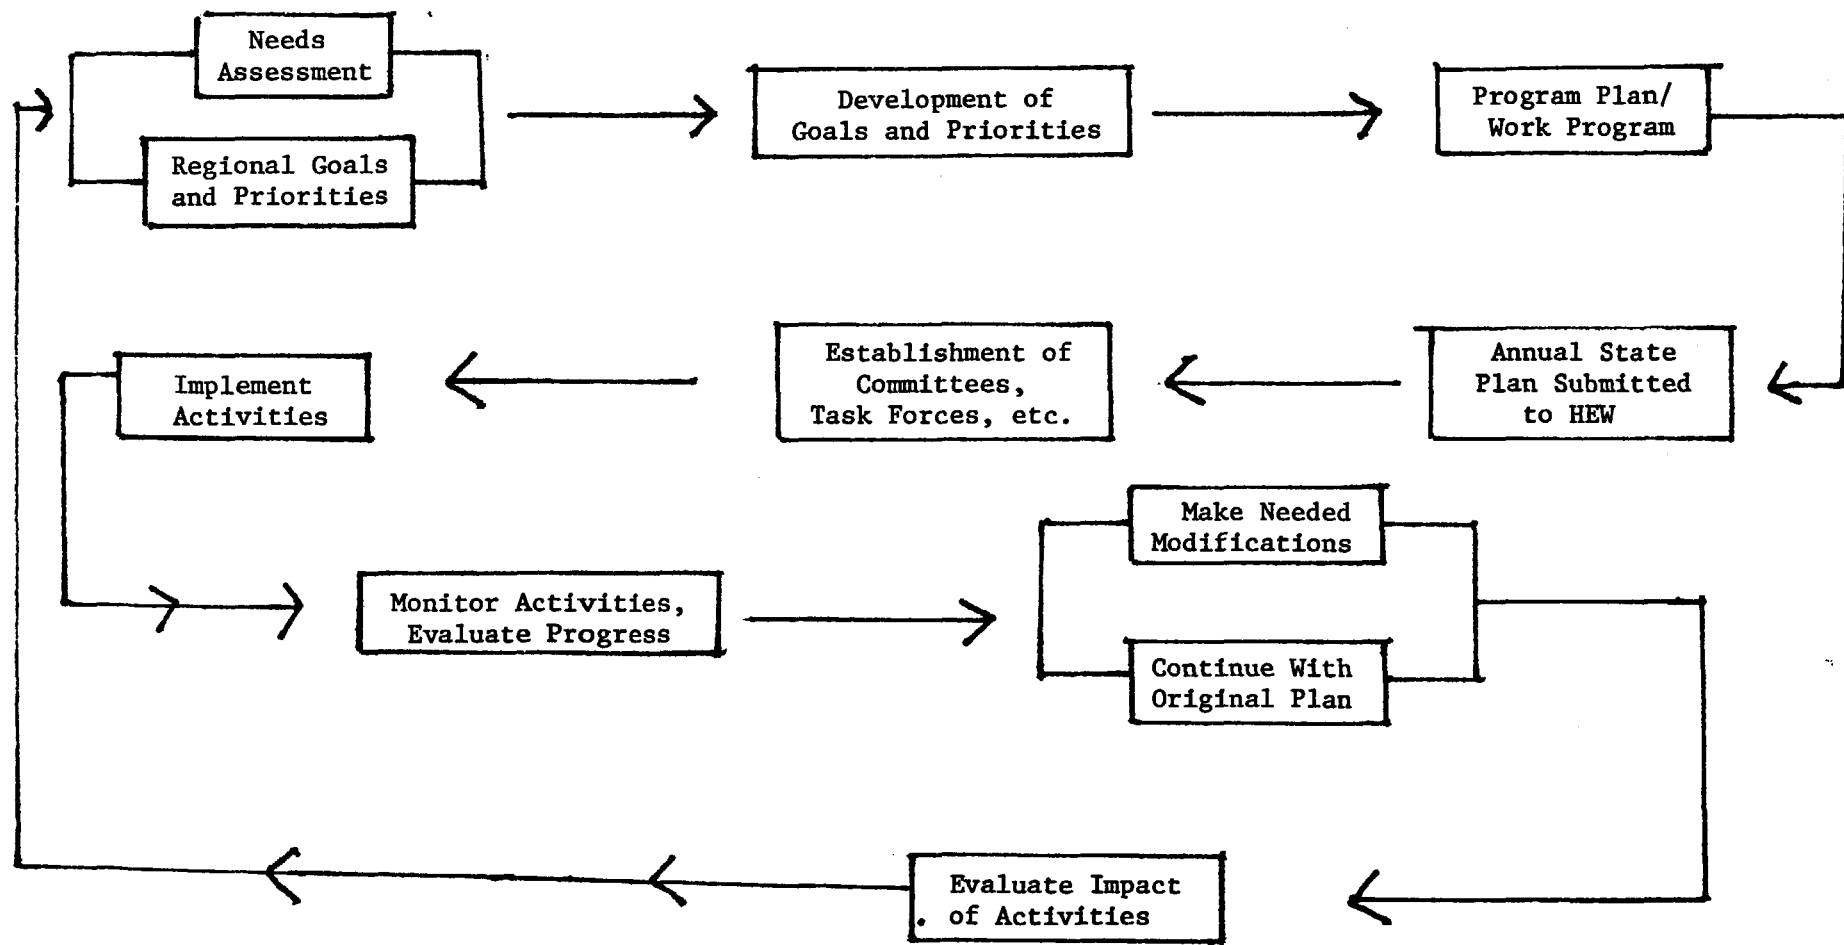 Needs
Assessment
Regional Goals
and Priorities
Development of
Goals and Priorities
Program Plan/
Work Program
Annual State
Plan Submitted
to HEW
Establishment of
Committees,
Task Forces, etc.
Implement
Activities
Monitor Activities,
Evaluate Progress
Make Needed
Modifications
Continue With
Original Plan
Evaluate Impact
of Activities